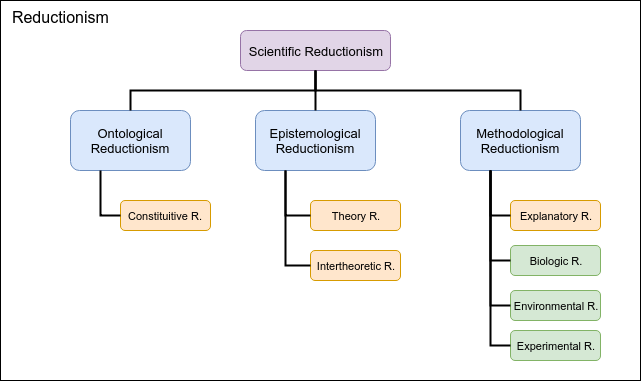 Reductionism
Scientific Reductionism
Ontological
Reductionism
Epistemological
Reductionism
Methodological
Reductionism
Constituitive R.
Theory R.
Intertheoretic R.
Explanatory R.
Biologic R.
Environmental R.
Experimental R.